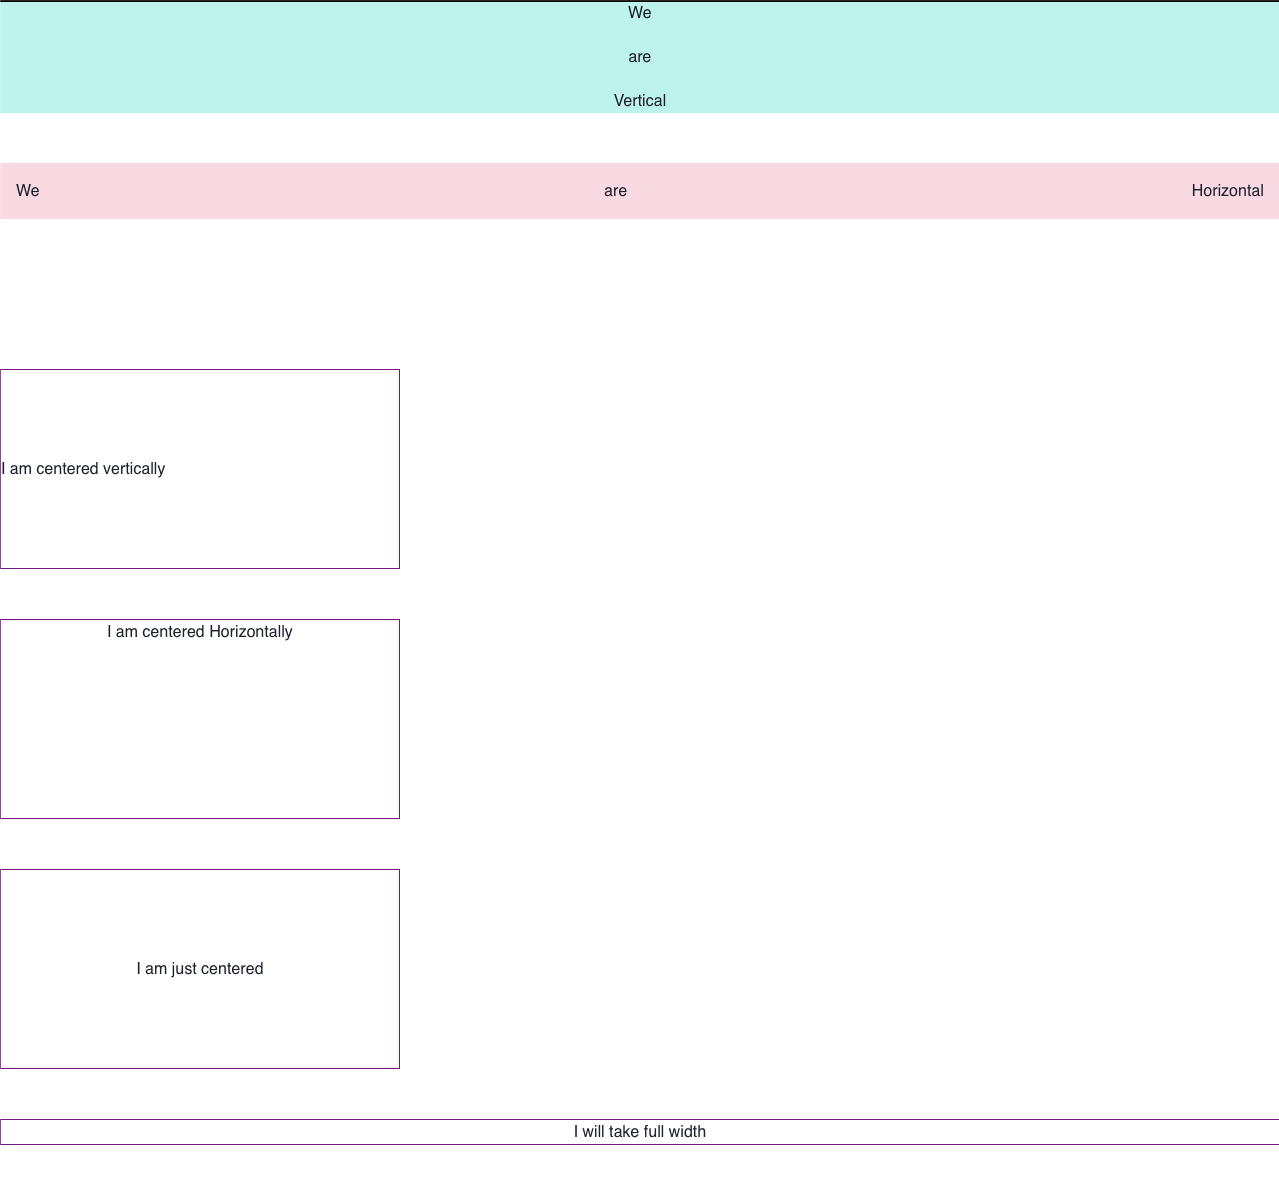 We
are
Vertical
We are Horizontal
I am centered vertically
I am centered Horizontally
I am just centered
I will take full width